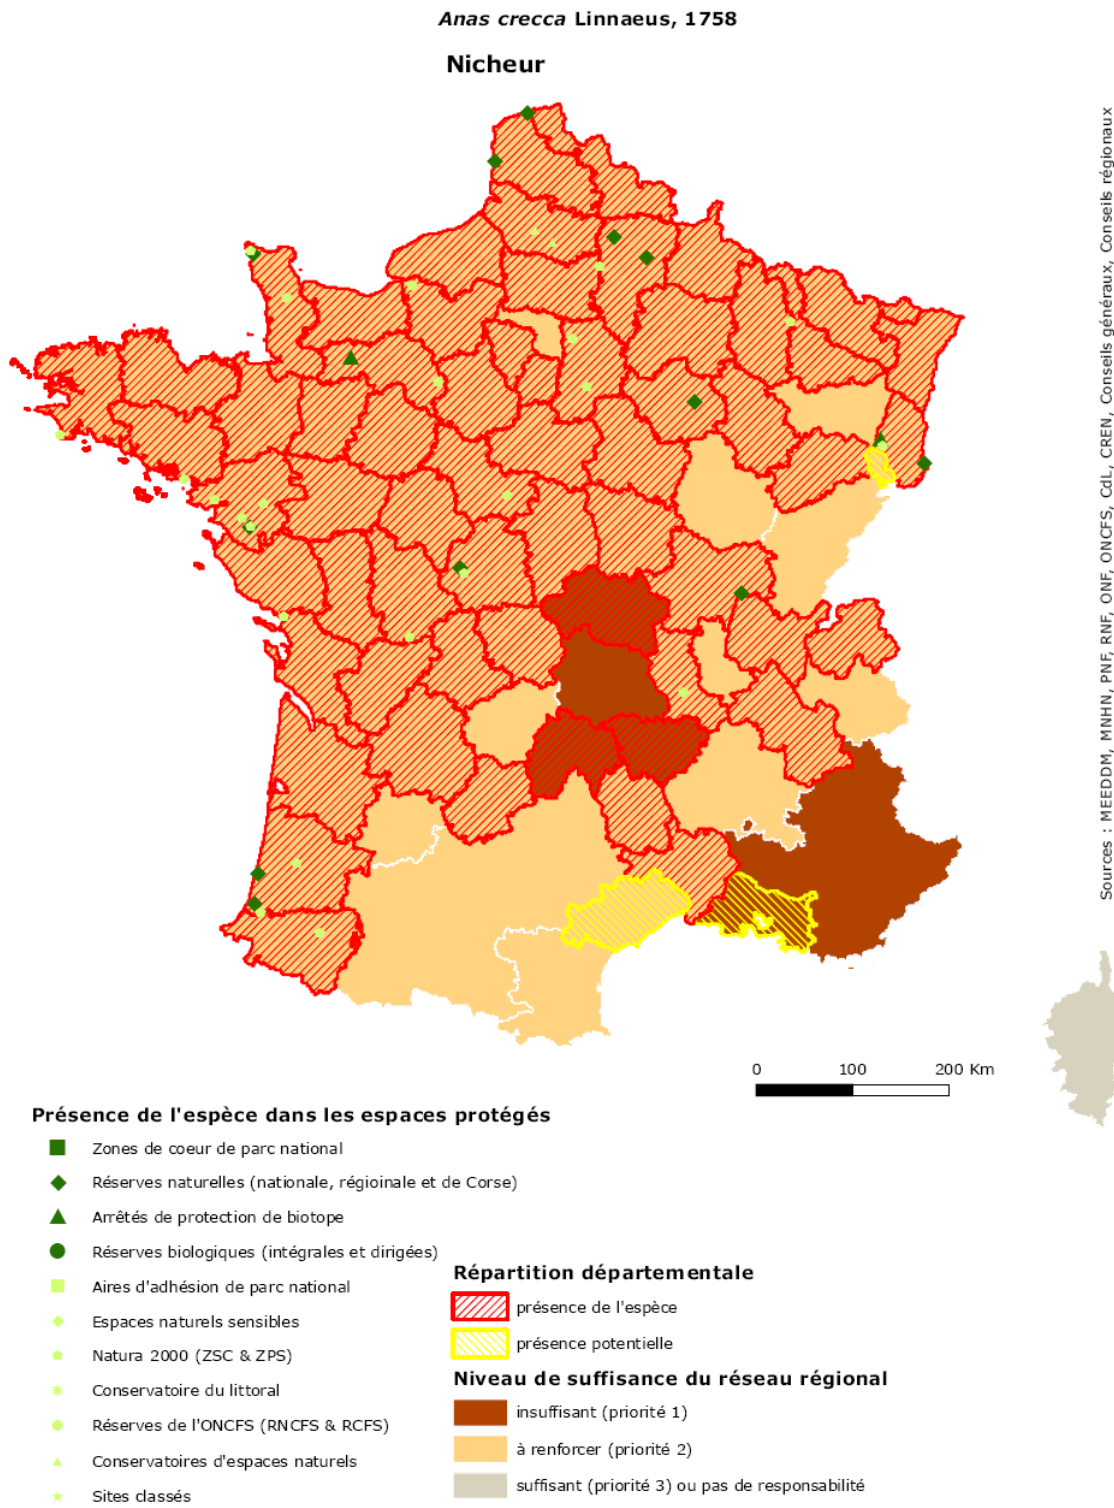 Anas crecca Linnaeus, 1758
Nicheur
Sources : MEEDDM, MNHN, PNF, RNF, ONF, ONCFS, CdL, CREN, Conseils généraux, Conseils régionaux
0 100 200 Km
Présence de l'espèce dans les espaces protégés
Zones de coeur de parc national
Réserves naturelles (nationale, régioinale et de Corse)
Arrêtés de protection de biotope
Réserves biologiques (intégrales et dirigées)
Aires d'adhésion de parc national
Espaces naturels sensibles
Natura 2000 (ZSC & ZPS)
Conservatoire du littoral
Réserves de l'ONCFS (RNCFS & RCFS)
Conservatoires d'espaces naturels
Sites classés
Répartition départementale
présence de l'espèce
présence potentielle
Niveau de suffisance du réseau régional
insuffisant (priorité 1)
à renforcer (priorité 2)
suffisant (priorité 3) ou pas de responsabilité